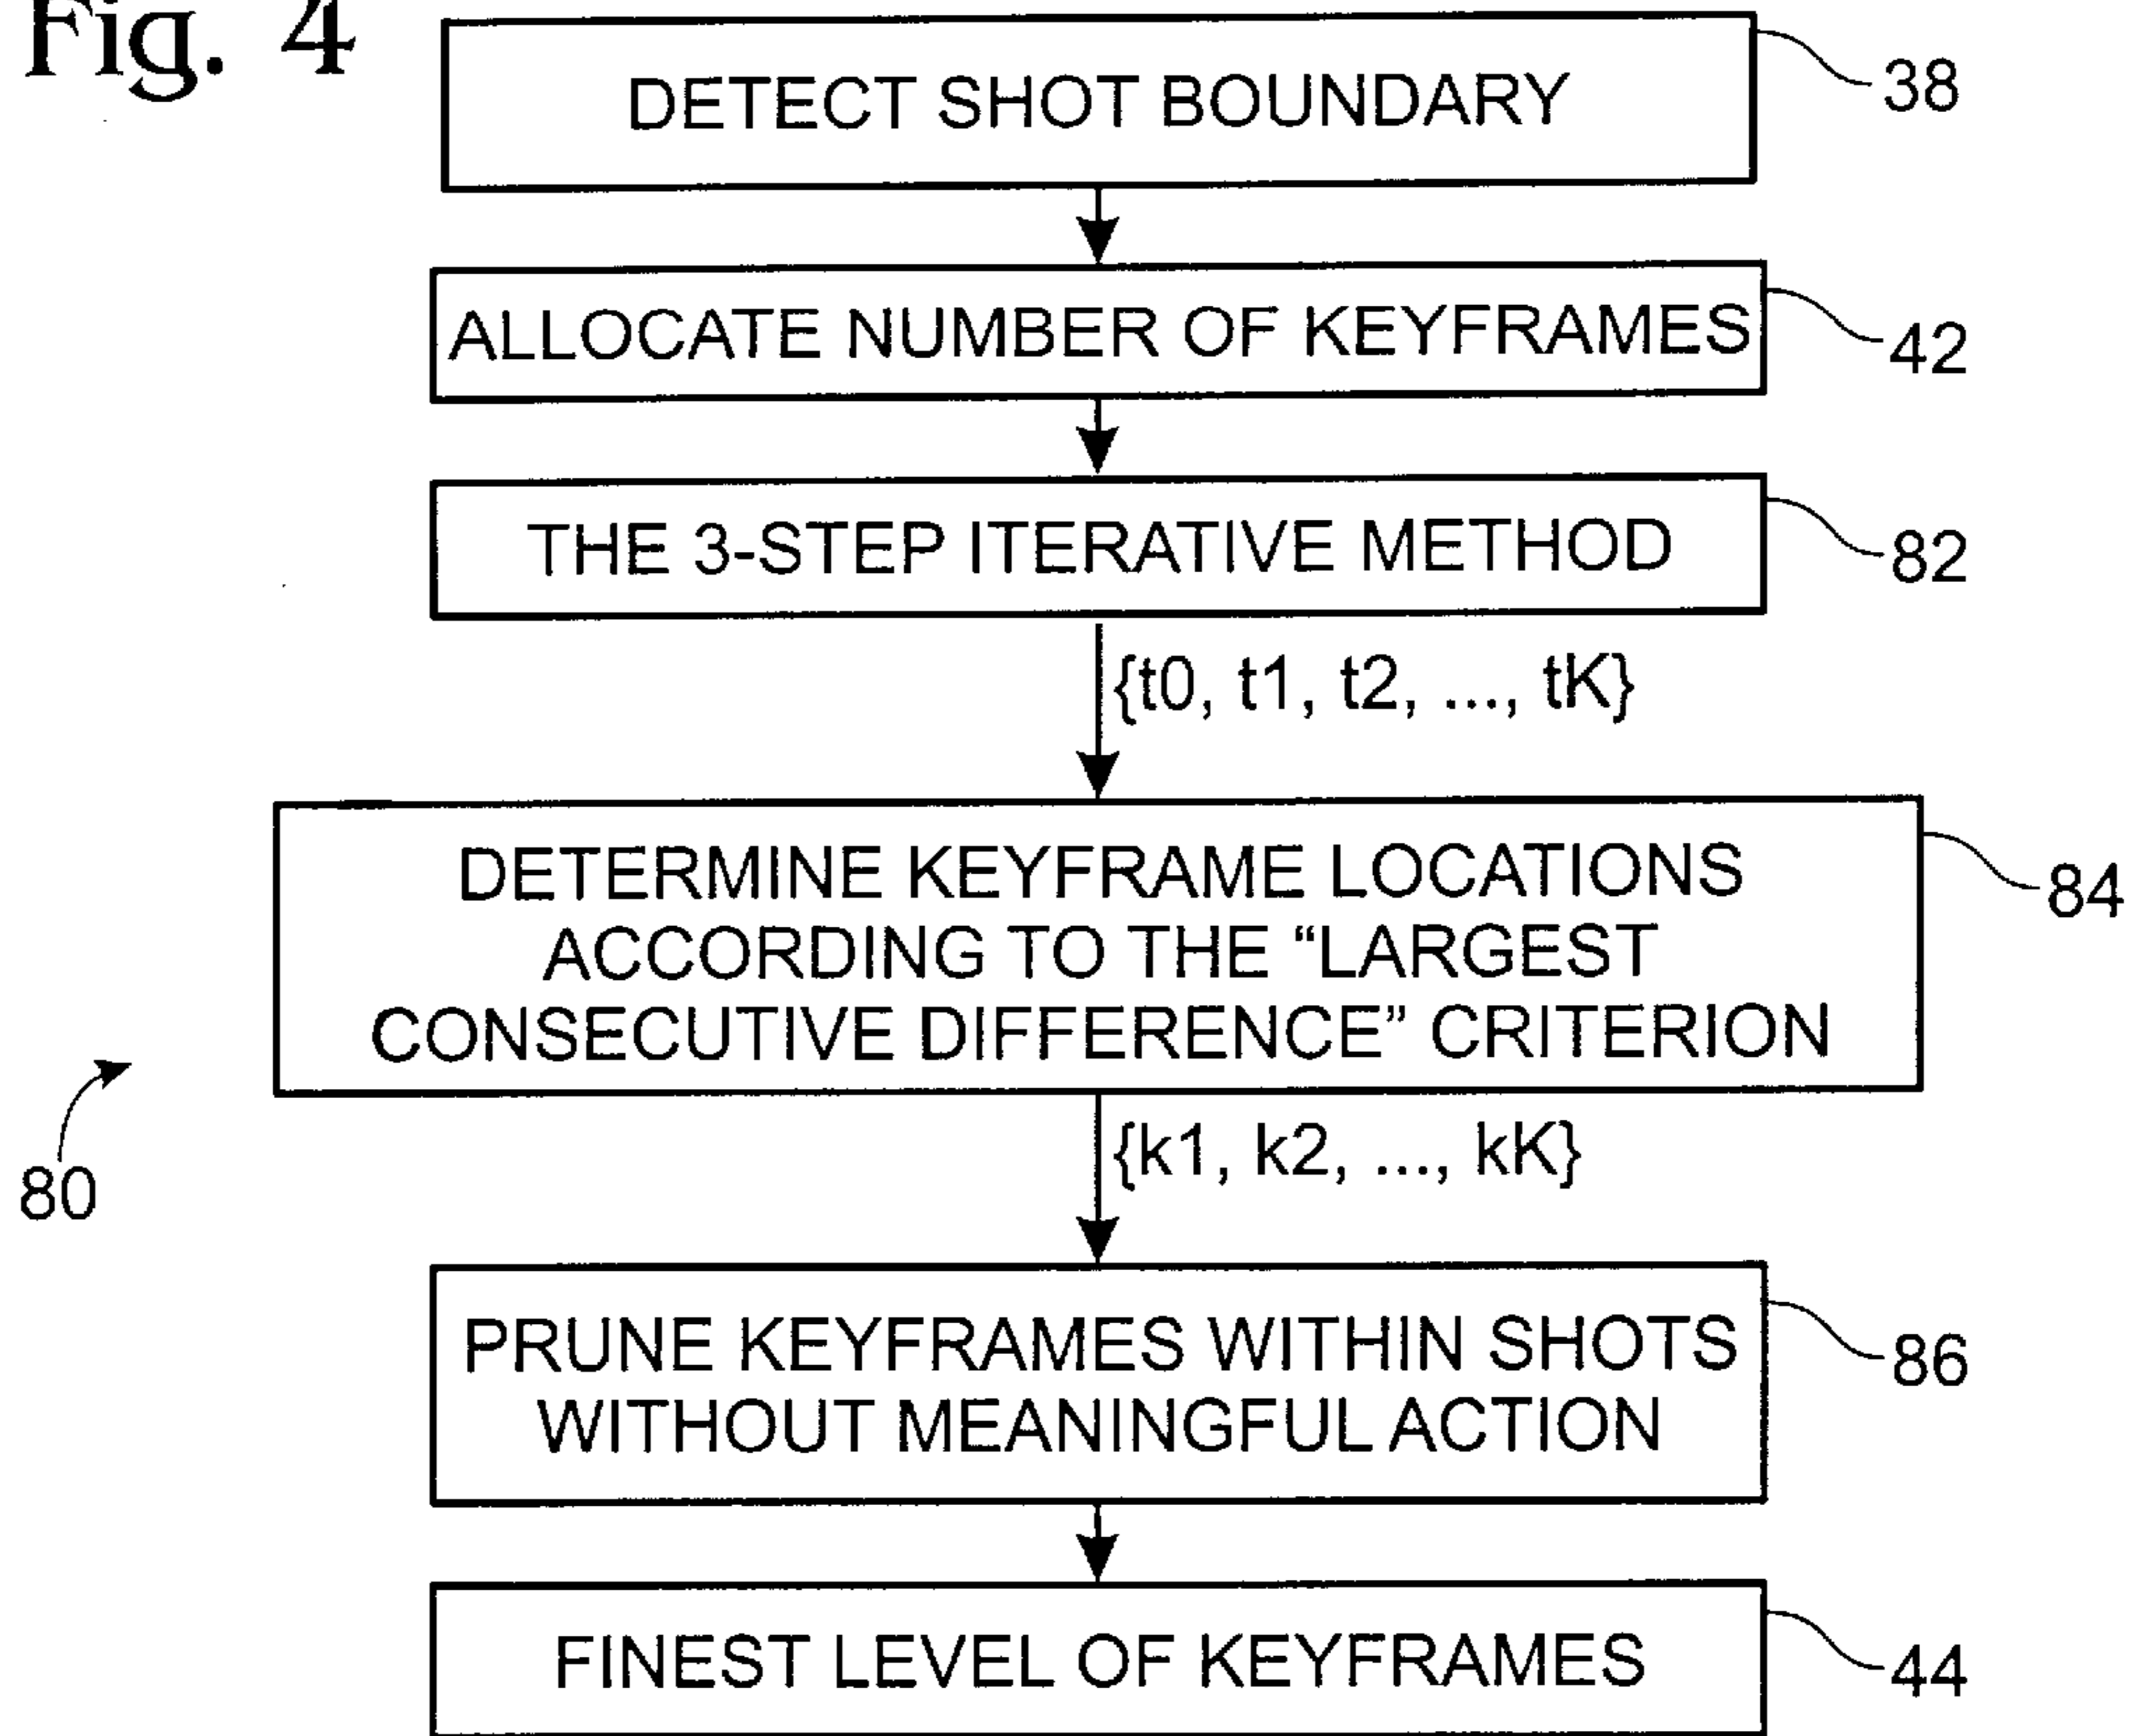 Fig. 4
DETECT SHOT BOUNDARY
38
ALLOCATE NUMBER OF KEYFRAMES
42
THE 3-STEP ITERATIVE METHOD
82
{t0, t1, t2, ..., tK}
DETERMINE KEYFRAME LOCATIONS
ACCORDING TO THE “LARGEST
CONSECUTIVE DIFFERENCE” CRITERION
84
80
{k1, k2, ..., kK}
PRUNE KEYFRAMES WITHIN SHOTS
WITHOUT MEANINGFUL ACTION
86
FINEST LEVEL OF KEYFRAMES
44